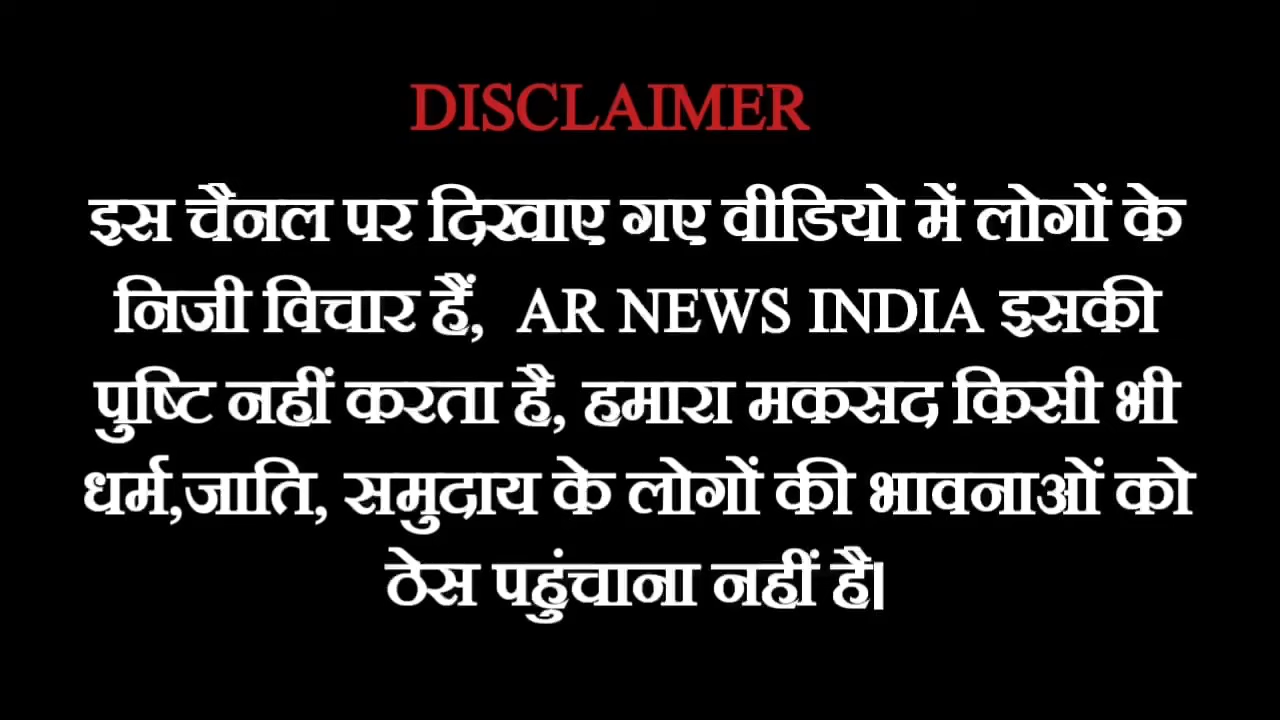 DISCLAIMER
इस चैनल पर दिखाए गए वीडियो में लोगों के
निजी विचार हैं, AR NEWS INDIA इसकी
पुष्टि नहीं करता है, हमारा मकसद किसी भी
धर्म,जाति, समुदाय के लोगों की भावनाओं को
ठेस पहुंचाना नहीं है।